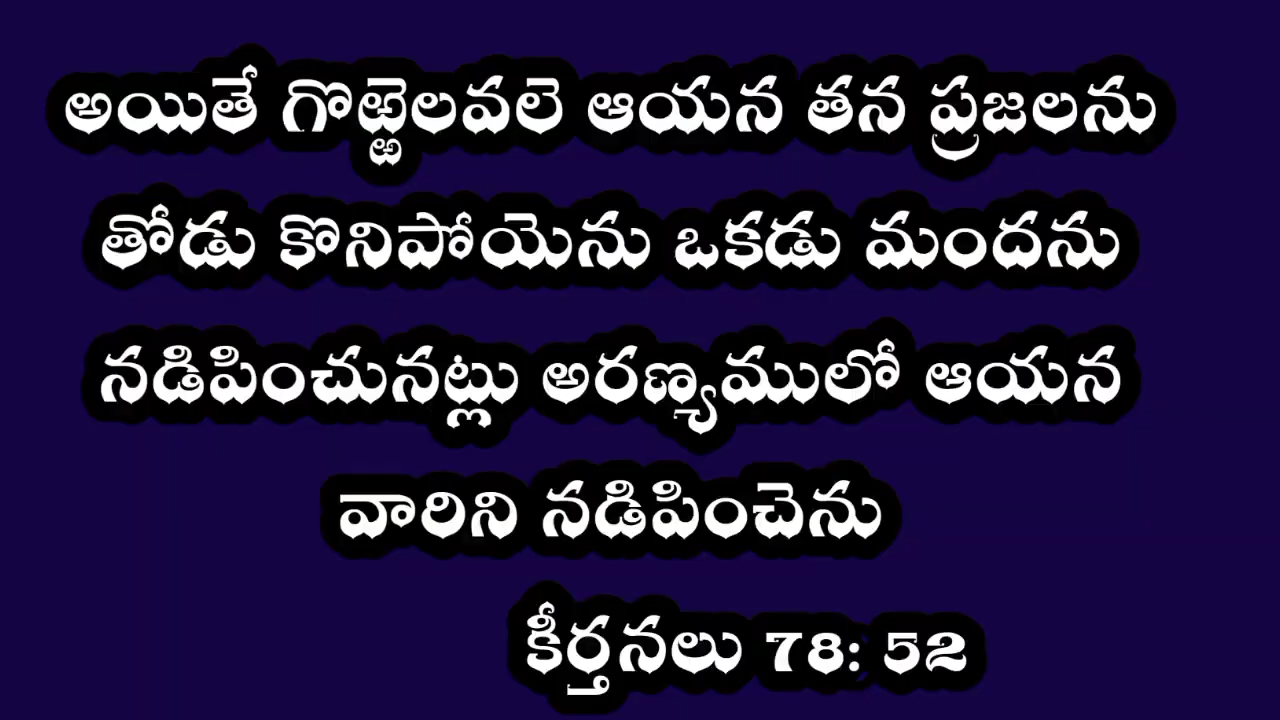 అయితే గొఱ్ఱెలవలె ఆయన తన ప్రజలను
తోడు కొనిపోయెను ఒకడు మందను
నడిపించునట్లు అరణ్యములో ఆయన
వారిని నడిపించెను
కీర్తనలు 78: 52